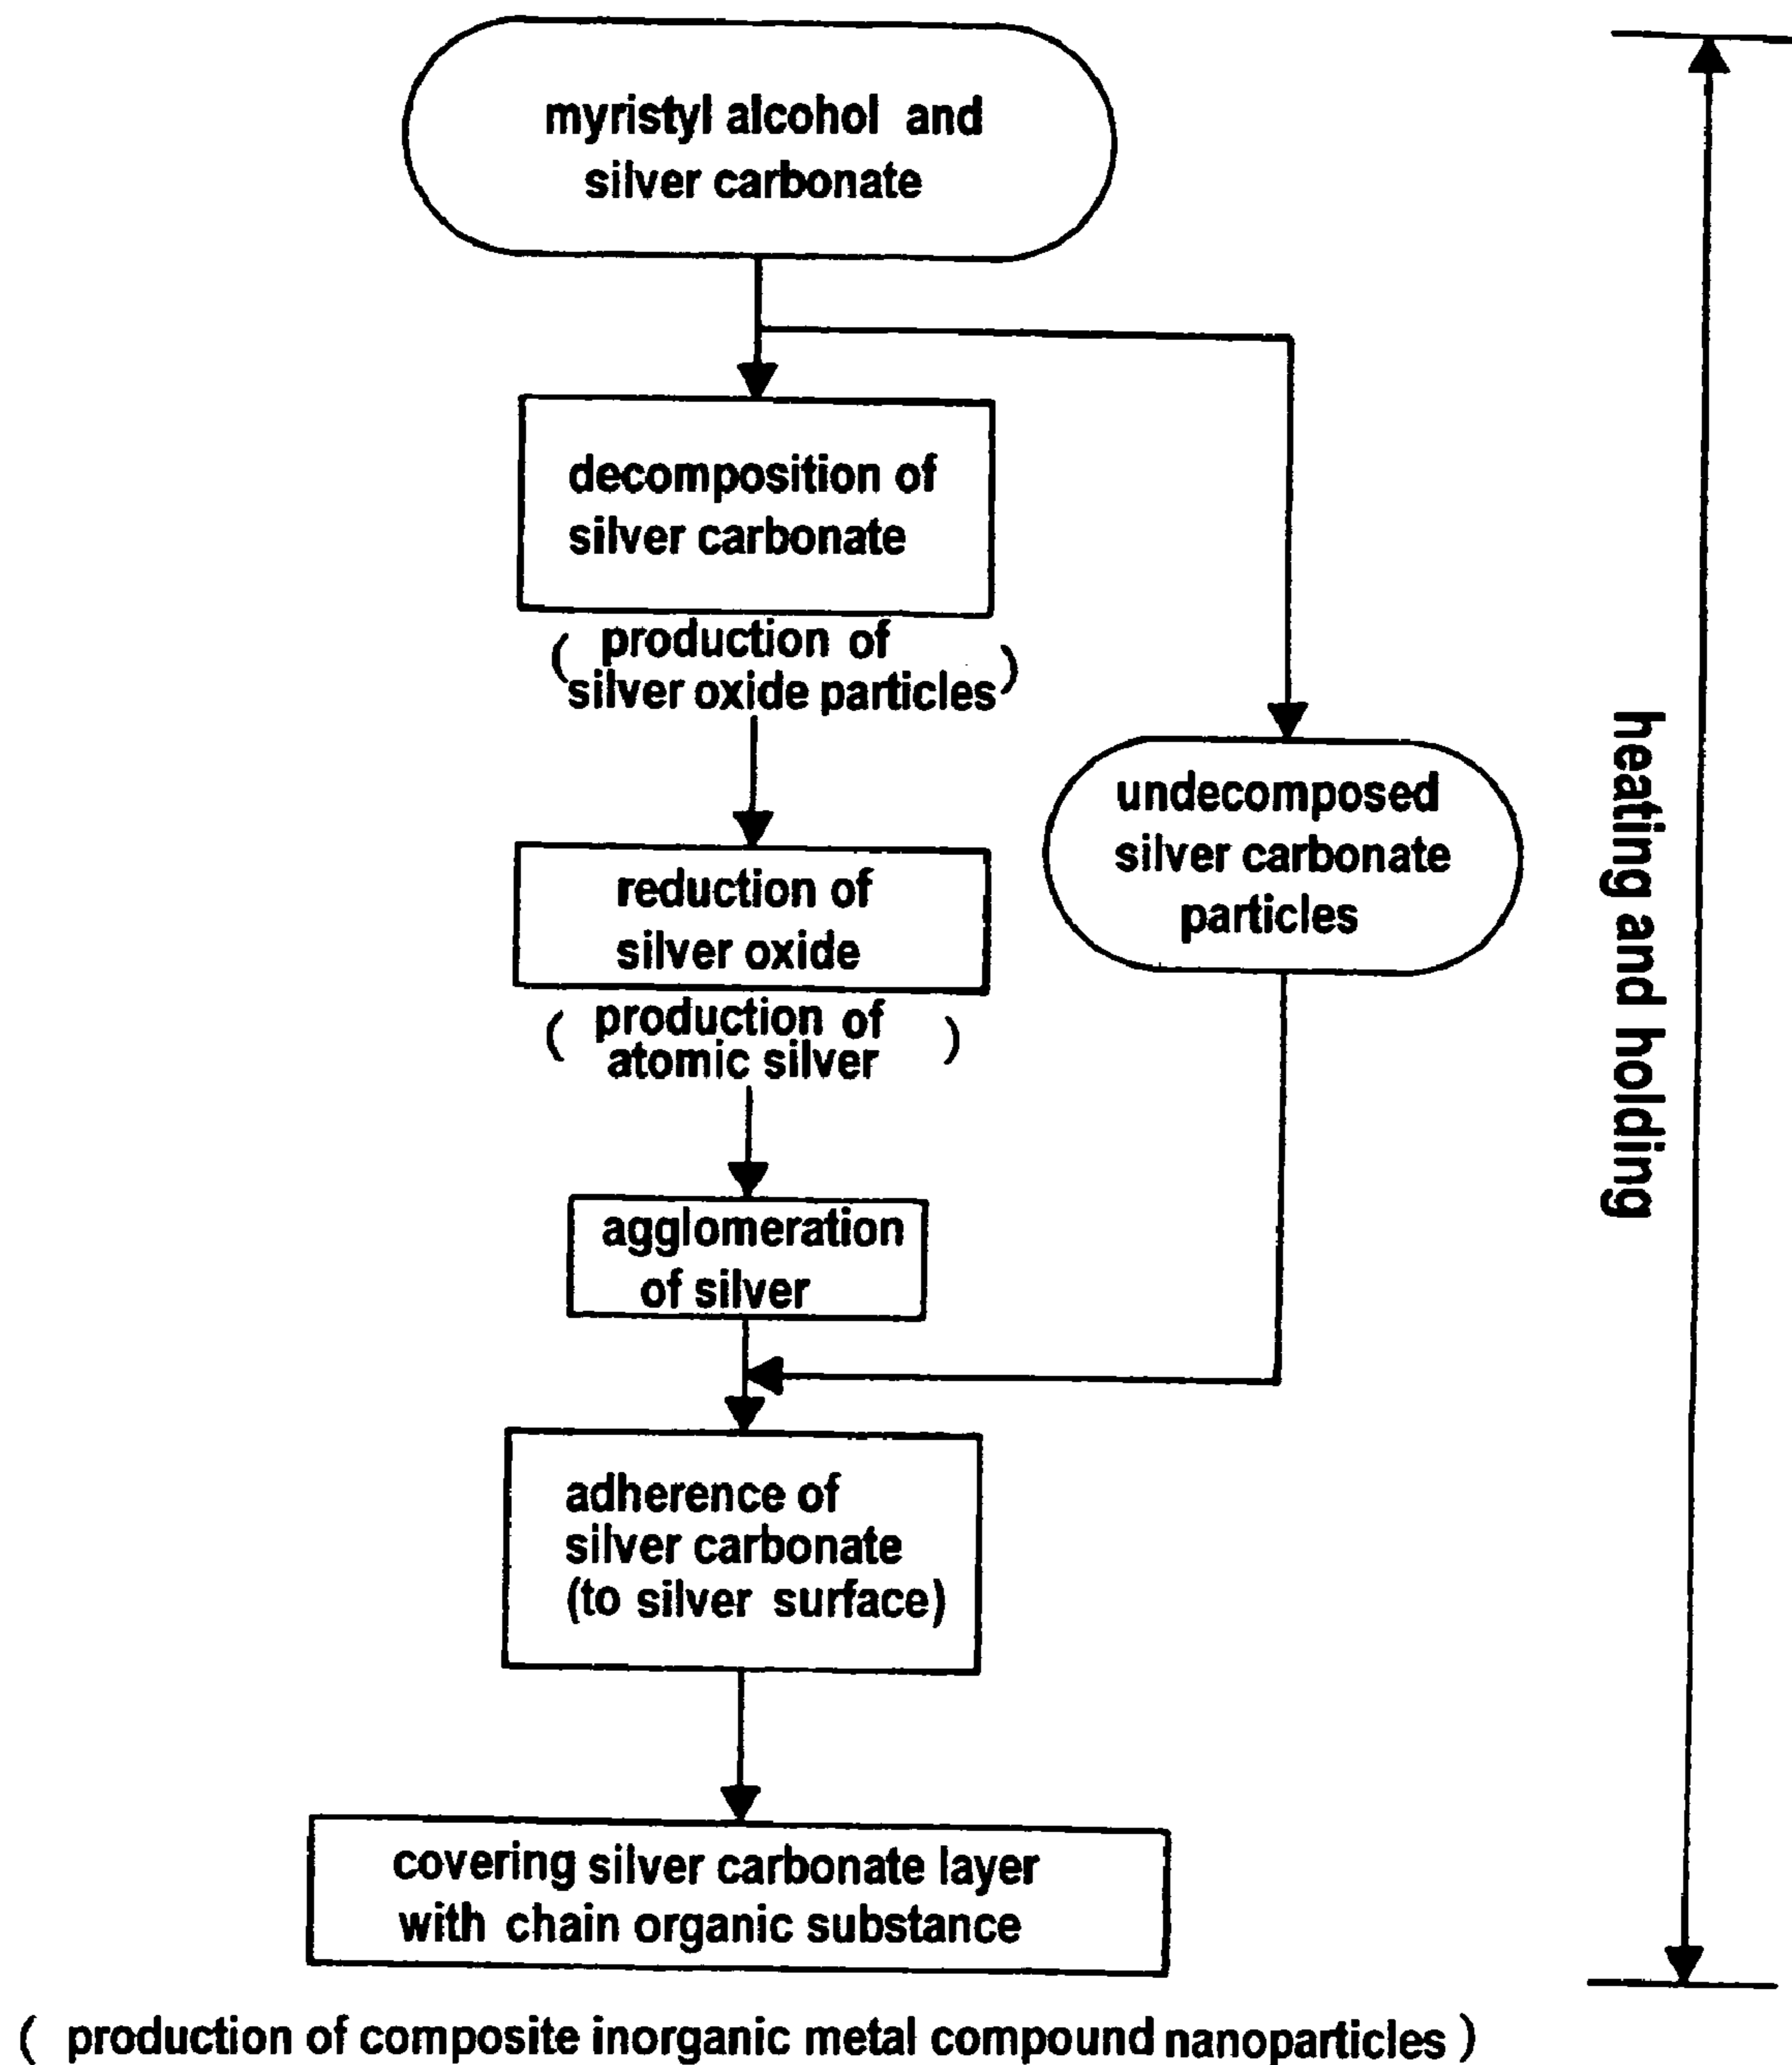 myristyl alcohol and
silver carbonate
decomposition of
silver carbonate
( production of
silver oxide particles )
reduction of
silver oxide
( production of
atomic silver )
agglomeration
of silver
undecomposed
silver carbonate
particles
adherence of
silver carbonate
(to silver surface)
covering silver carbonate layer
with chain organic substance
( production of composite inorganic metal compound nanoparticles )
heating and holding